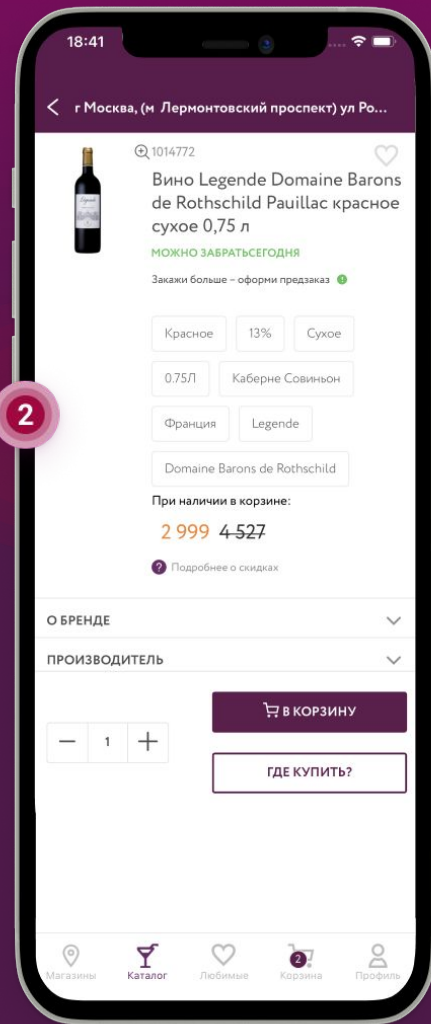 18:41
г Москва, (м Лермонтовский проспект) ул Ро...
1014772
Вино Legende Domaine Barons
de Rothschild Pauillac красное
сухое 0,75 л
МОЖНО ЗАБРАТЬСЕГОДНЯ
Закажи больше – оформи предзаказ
Красное 13% Сухое
0.75Л Каберне Совиньон
2
Франция Legende
Domaine Barons de Rothschild
При наличии в корзине:
2 999 4 527
? Подробнее о скидках
О БРЕНДЕ
ПРОИЗВОДИТЕЛЬ
В КОРЗИНУ
1
ГДЕ КУПИТЬ?
2
Магазины Каталог Любимые Корзина Профиль